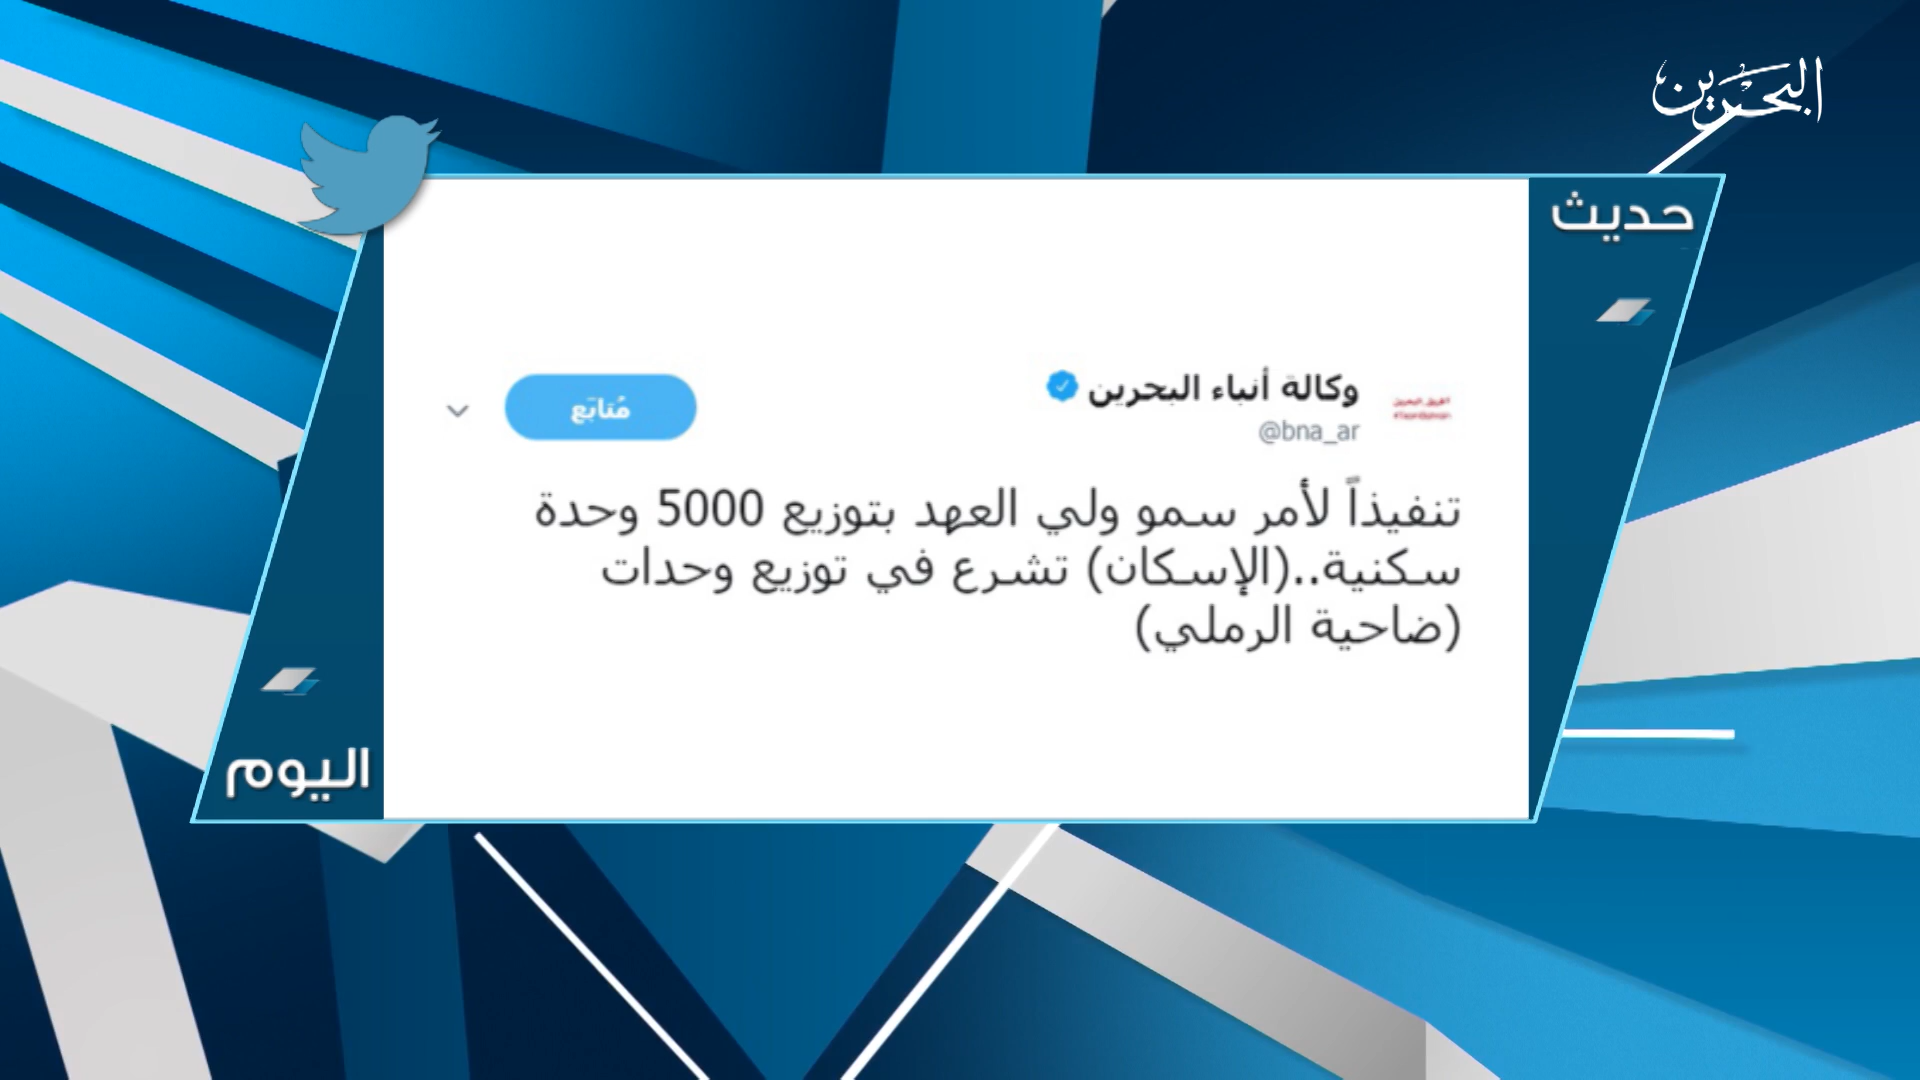 البحرين
حديث
وكالة أنباء البحرين
@bna_ar
مُتابَع
تنفيذاً لأمر سمو ولي العهد بتوزيع 5000 وحدة
سكنية..(الإسكان) تشرع في توزيع وحدات
(ضاحية الرملي)
اليوم